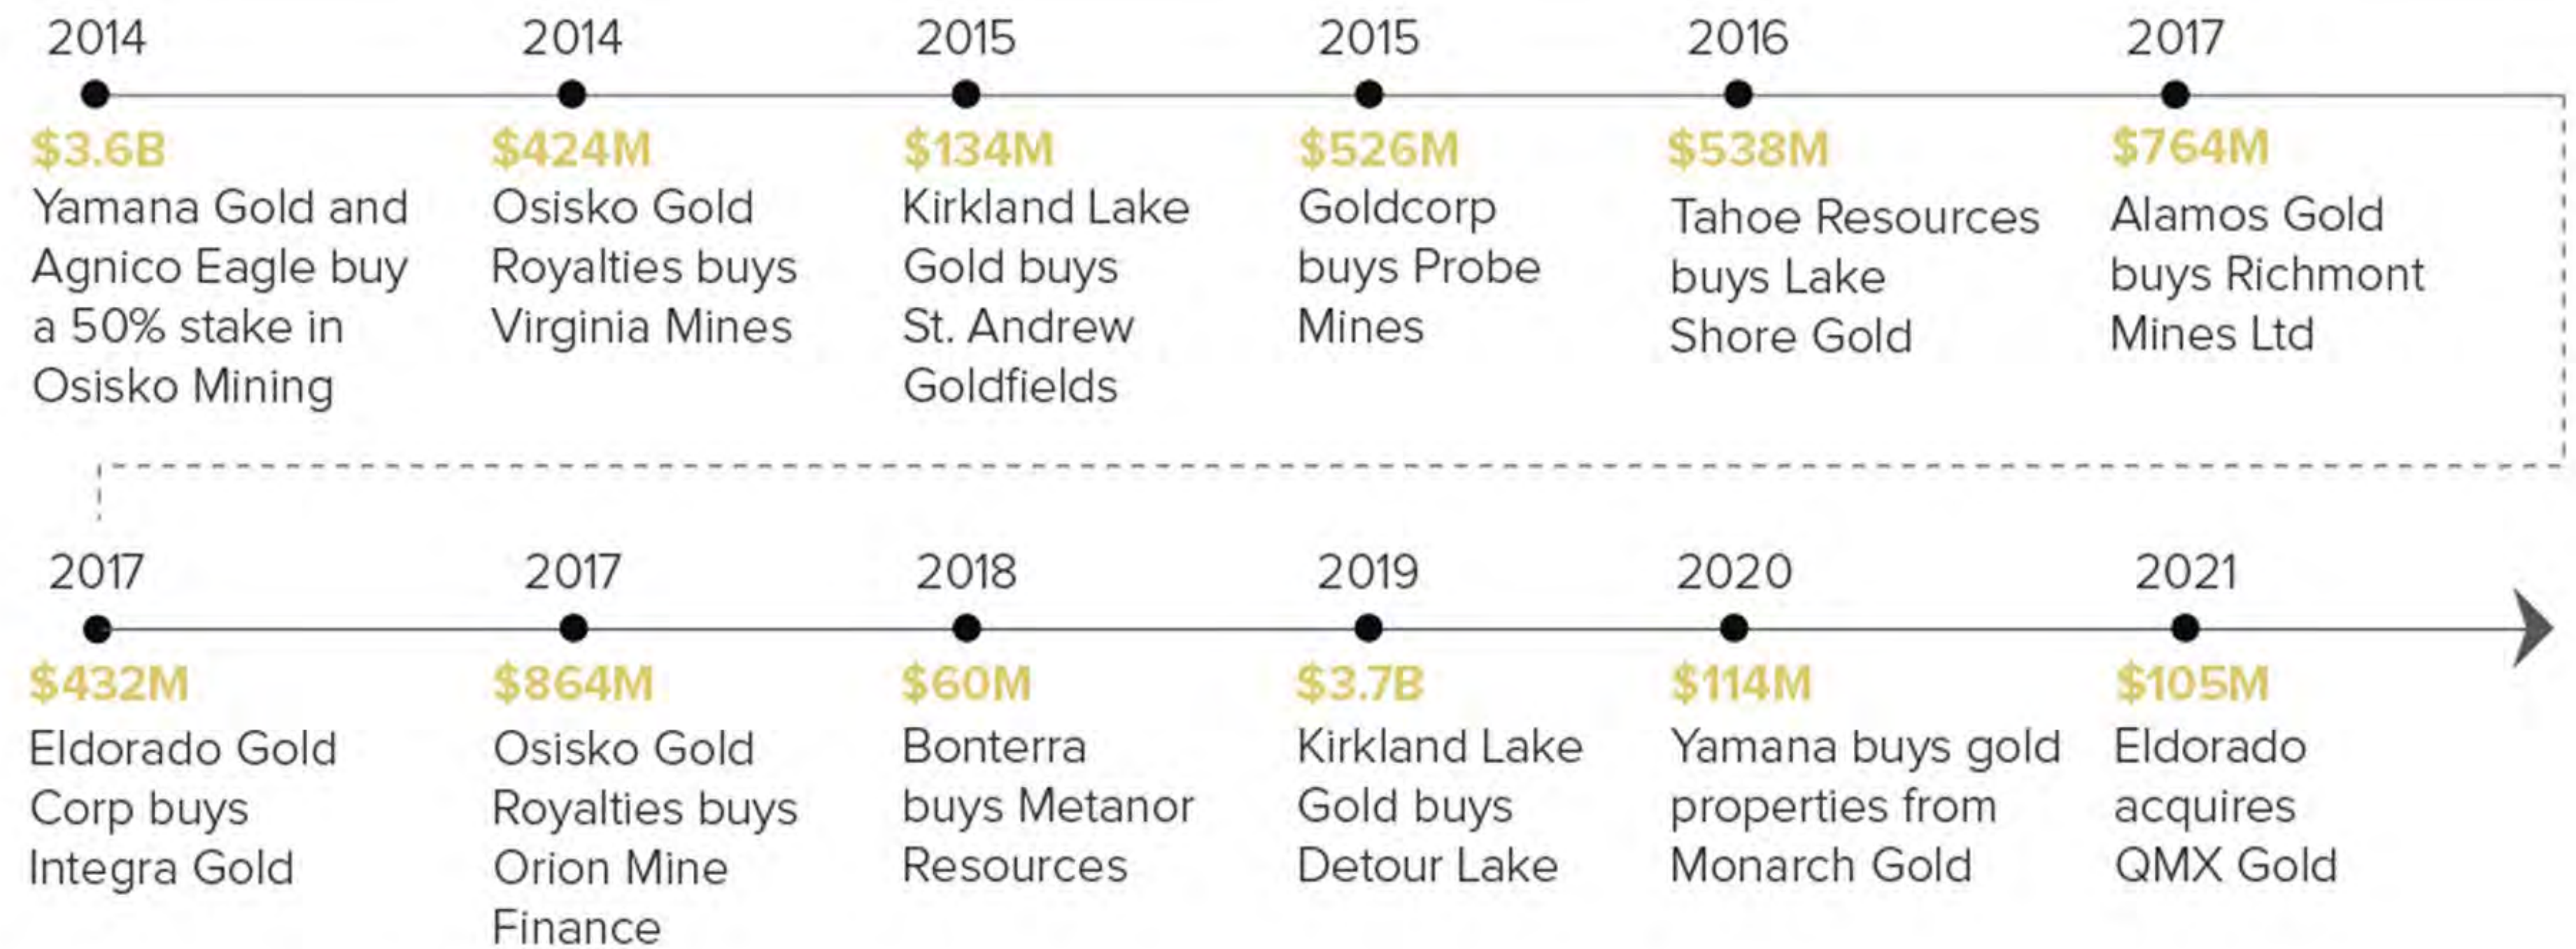 2014
$3.6B
Yamana Gold and
Agnico Eagle buy
a 50% stake in
Osisko Mining
2014
$424M
Osisko Gold
Royalties buys
Virginia Mines
2015
$134M
Kirkland Lake
Gold buys
St. Andrew
Goldfields
2015
$526M
Goldcorp
buys Probe
Mines
2016
$538M
Tahoe Resources
buys Lake
Shore Gold
2017
$764M
Alamos Gold
buys Richmont
Mines Ltd
2017
$432M
Eldorado Gold
Corp buys
Integra Gold
2017
$864M
Osisko Gold
Royalties buys
Orion Mine
Finance
2018
$60M
Bonterra
buys Metanor
Resources
2019
$3.7B
Kirkland Lake
Gold buys
Detour Lake
2020
$114M
Yamana buys gold
properties from
Monarch Gold
2021
$105M
Eldorado
acquires
QMX Gold